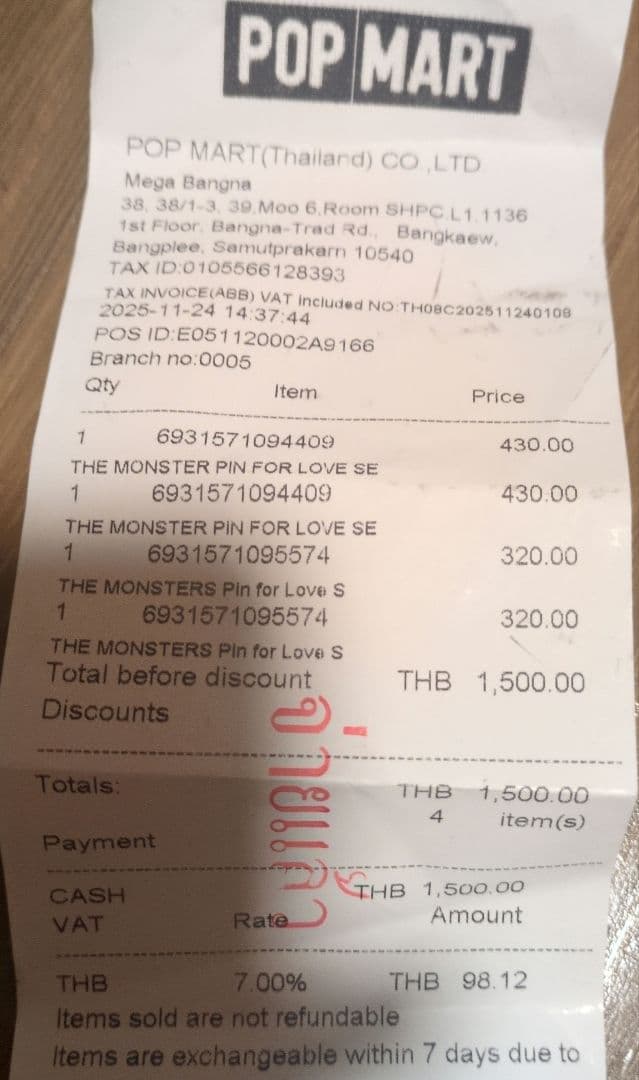 POP MART
POP MART(Thailand) CO.,LTD
Mega Bangna
38, 38/1-3, 39,Moo 6,Room SHPC.L1.1136
1st Floor, Bangna-Trad Rd., Bangkaew,
Bangplee, Samutprakarn 10540
TAX ID:0105566128393
TAX INVOICE(ABB) VAT Included NO:TH08C202511240108
2025-11-24 14:37:44
POS ID:E051120002A9166
Branch no:0005
Qty Item Price
1 6931571094409 430.00
THE MONSTER PIN FOR LOVE SE
1 6931571094409 430.00
THE MONSTER PIN FOR LOVE SE
1 6931571095574 320.00
THE MONSTERS Pin for Love S
1 6931571095574 320.00
THE MONSTERS Pin for Love S
Total before discount THB 1,500.00
Discounts
จ่ายแล้ว
Totals: THB 1,500.00
4 item(s)
Payment
CASH THB 1,500.00
VAT Rate Amount
THB 7.00% THB 98.12
Items sold are not refundable
Items are exchangeable within 7 days due to